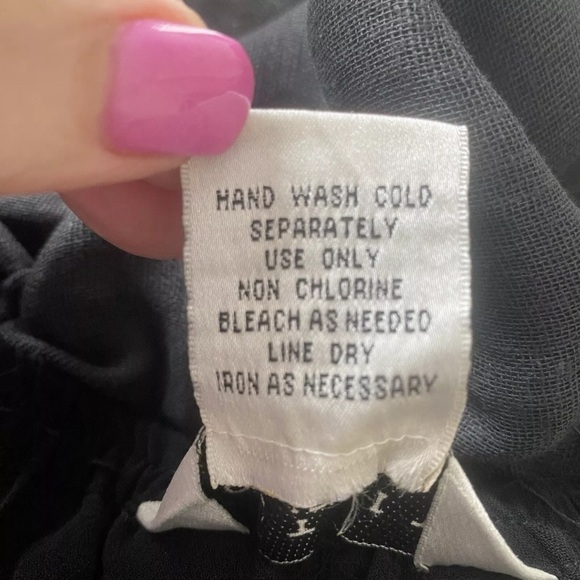 HAND WASH COLD
SEPARATELY
USE ONLY
NON CHLORINE
BLEACH AS NEEDED
LINE DRY
IRON AS NECESSARY